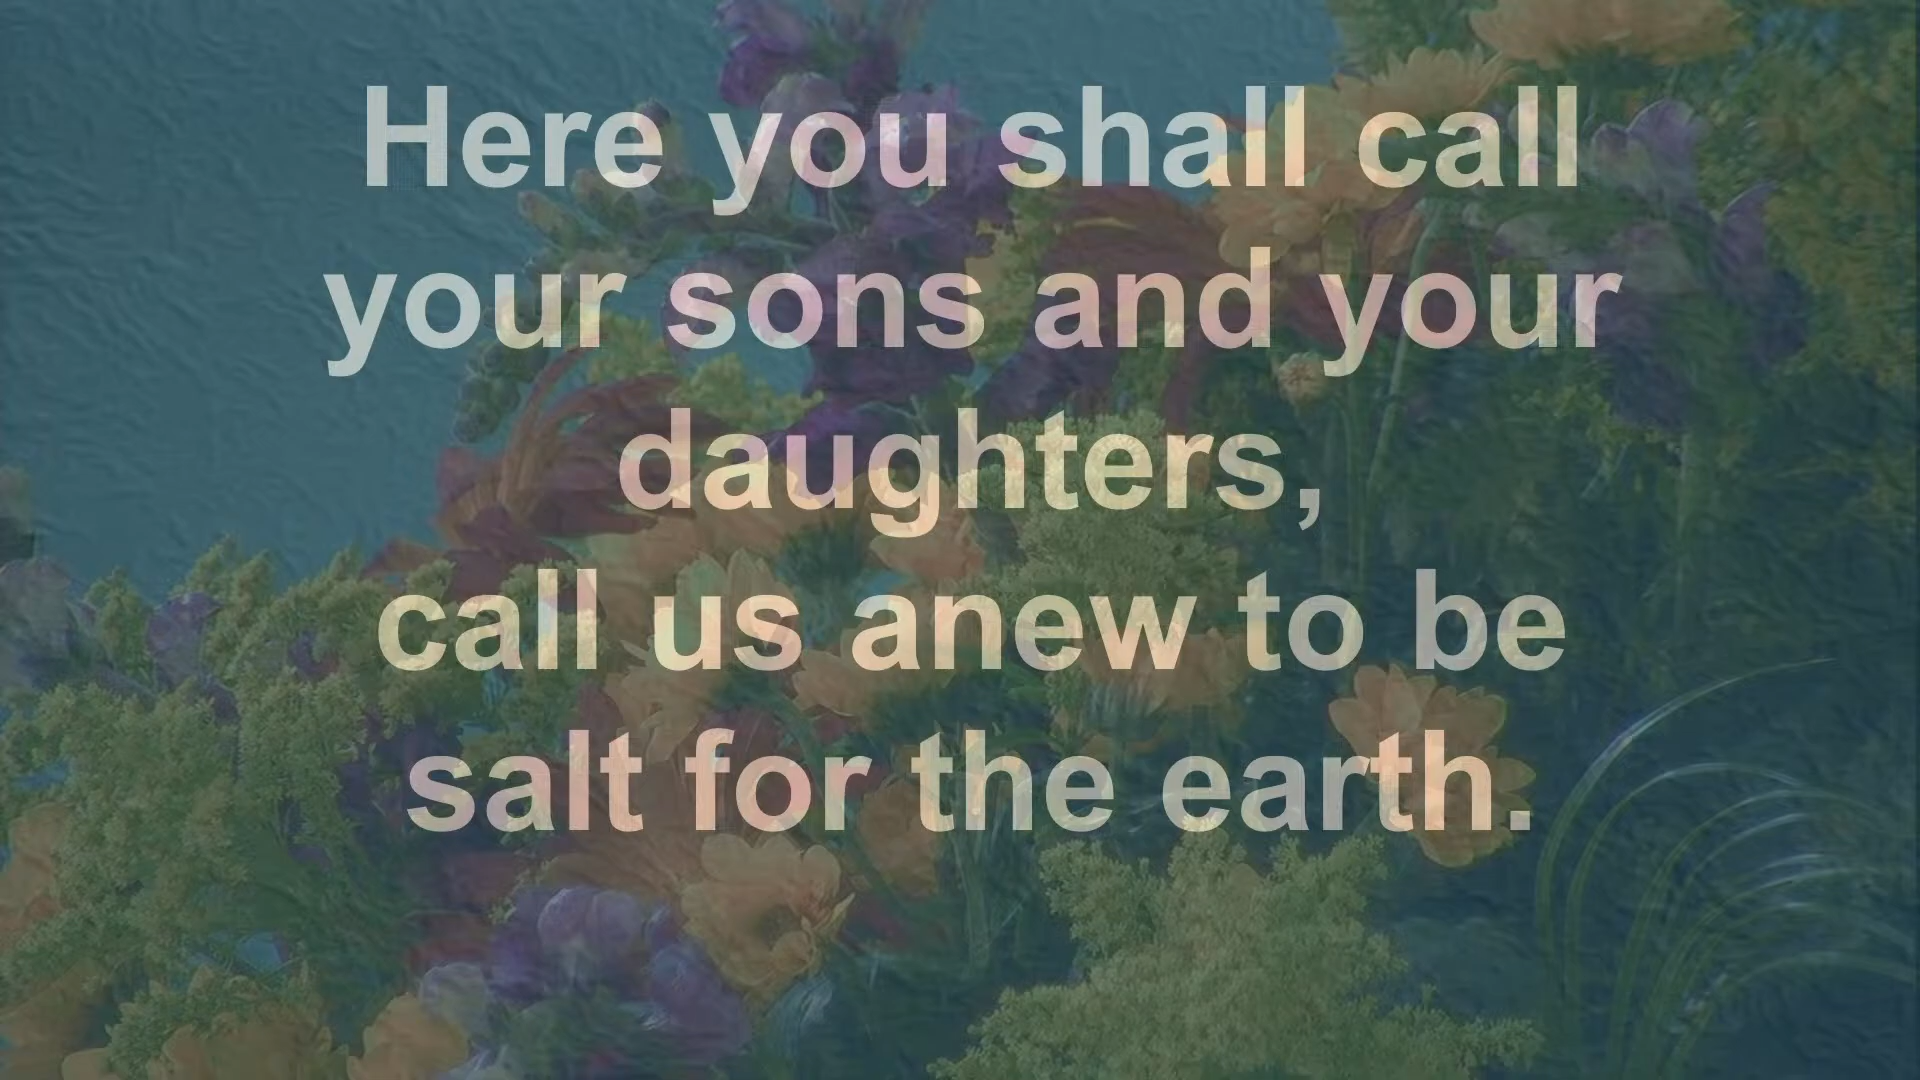 Here you shall call
your sons and your
daughters,
call us anew to be
salt for the earth.